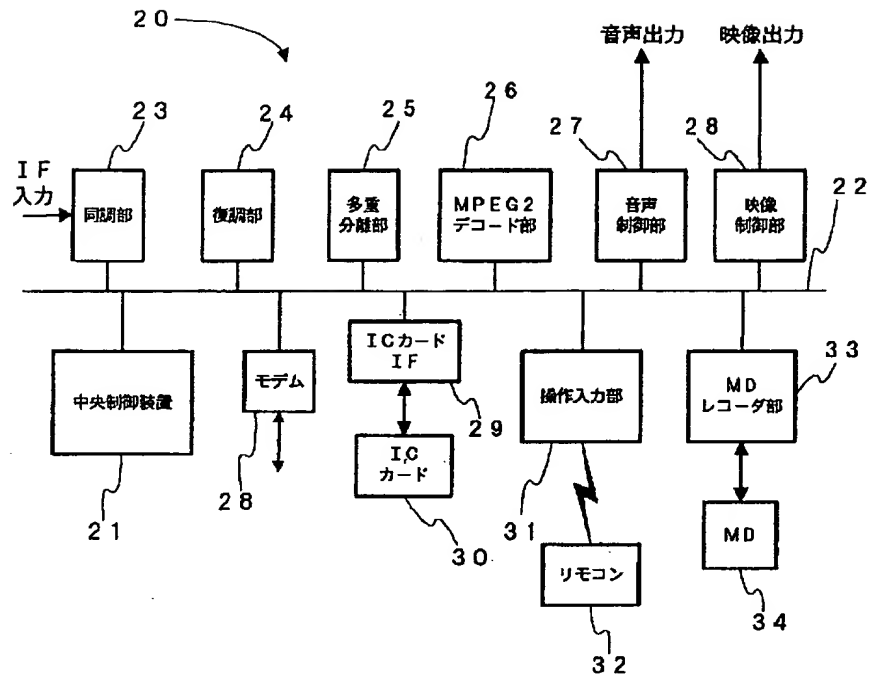 20
音声出力
映像出力
23
24
25
26
27
28
IF
入力
同調部
復調部
多重
分離部
MPEG2
デコード部
音声
制御部
映像
制御部
22
中央制御装置
モデム
ICカード
IF
操作入力部
MD
レコーダ部
33
29
IC
カード
21
28
30
31
リモコン
MD
32
34